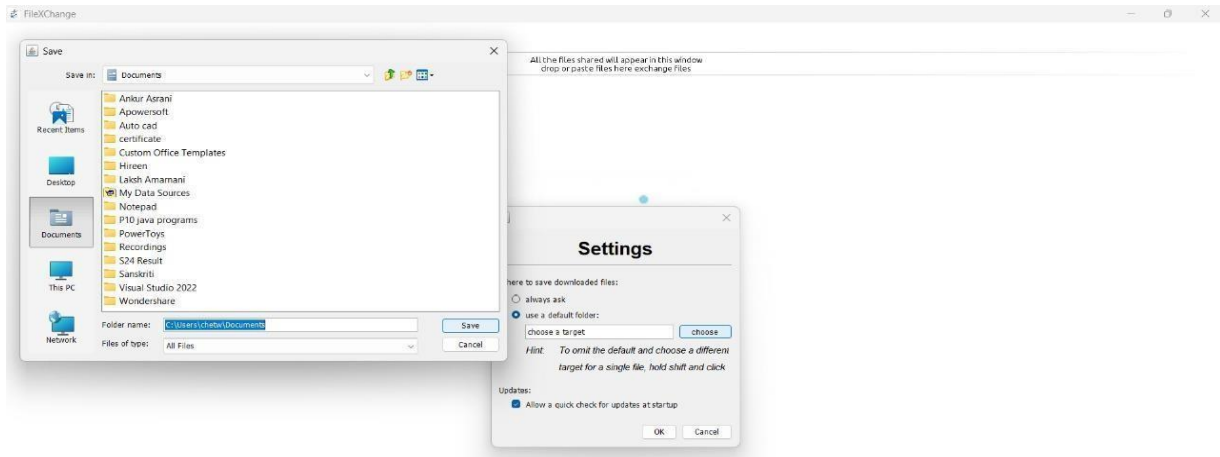 FileXChange
Save
Save in: Documents
Recent Items
Desktop
Documents
This PC
Network
Ankur Asrani
Apowersoft
Auto cad
certificate
Custom Office Templates
Hireen
Laksh Amarnani
My Data Sources
Notepad
P10 java programs
PowerToys
Recordings
S24 Result
Sanskriti
Visual Studio 2022
Wondershare
Folder name: C:\Users\chetw\Documents
Save
Files of type: All Files
Cancel
All the files shared will appear in this window
drop or paste files here exchange files
Settings
here to save downloaded files:
always ask
use a default folder:
choose a target
choose
Hint: To omit the default and choose a different
target for a single file, hold shift and click
Updates:
Allow a quick check for updates at startup
OK
Cancel